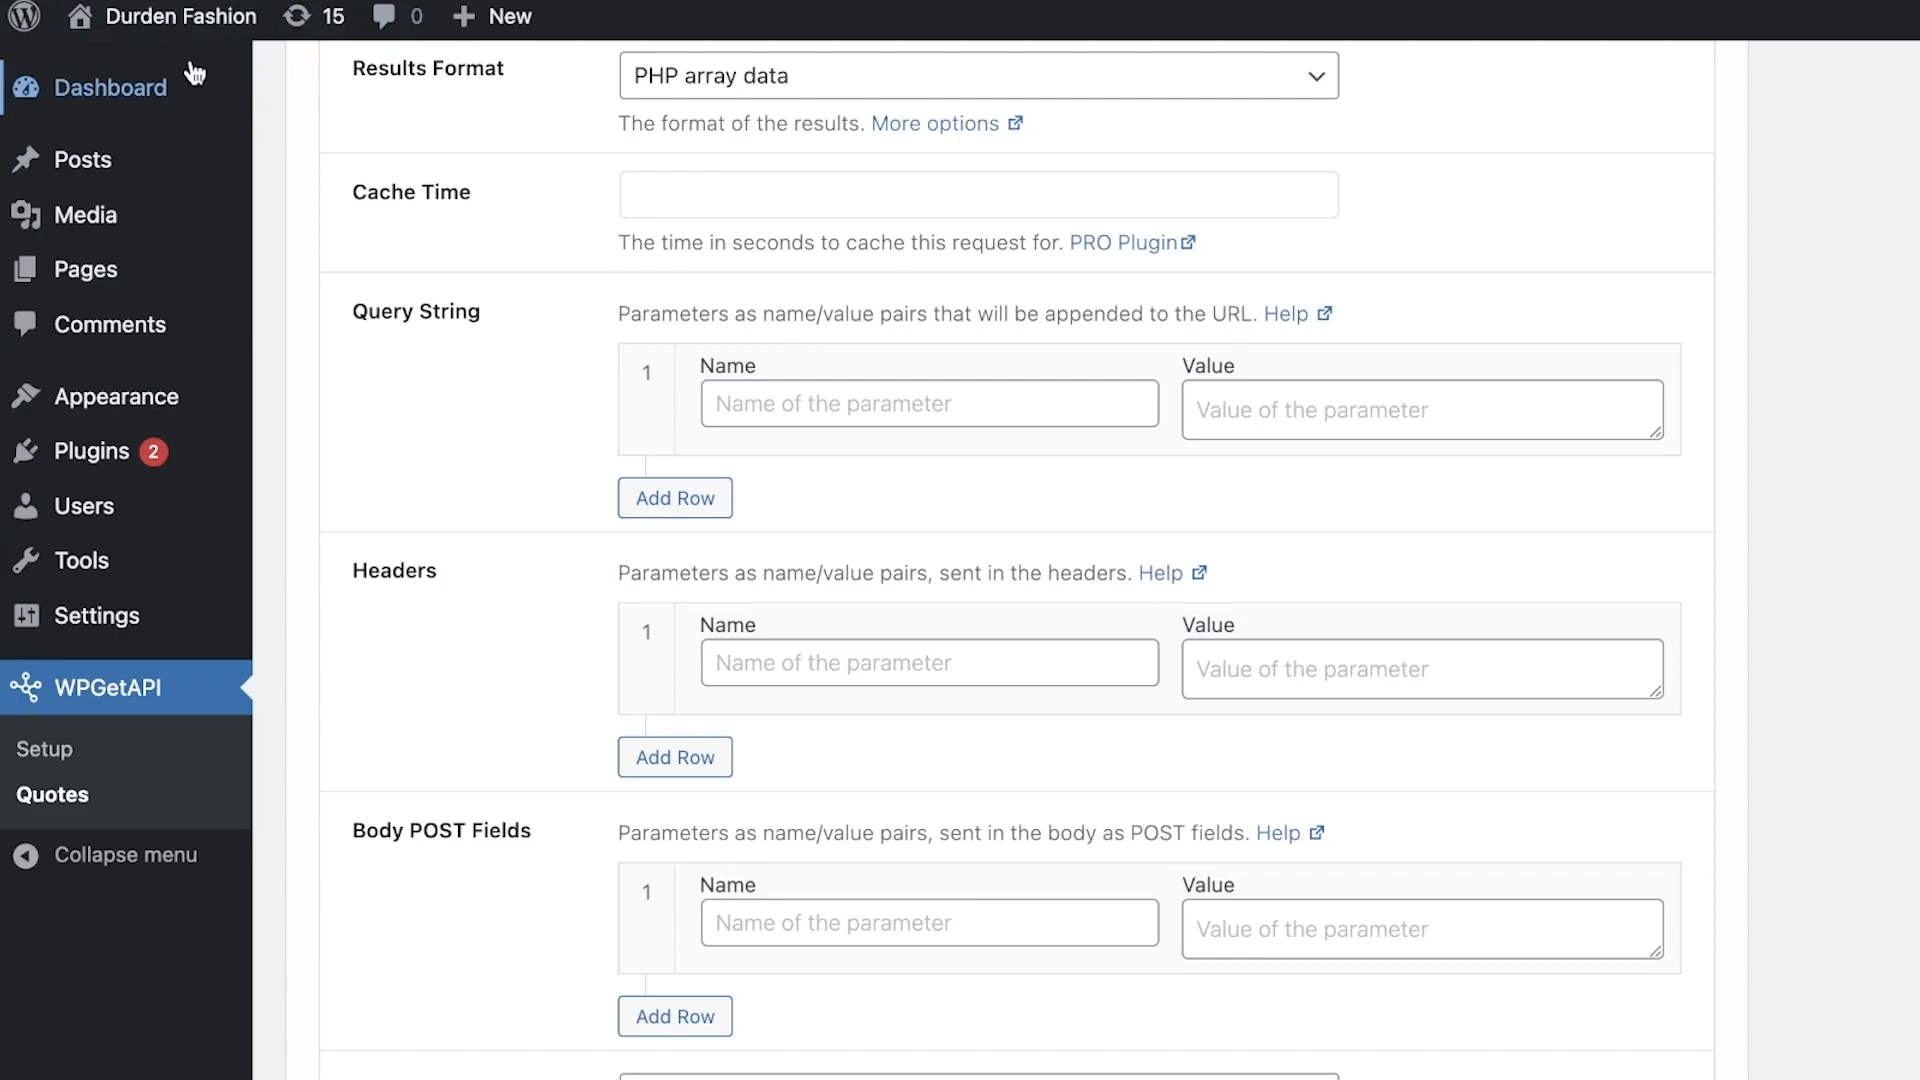 Durden Fashion 15 0 New
Dashboard
Posts
Media
Pages
Comments
Appearance
Plugins 2
Users
Tools
Settings
WPGetAPI
Setup
Quotes
Collapse menu
Results Format
PHP array data
The format of the results. More options
Cache Time
The time in seconds to cache this request for. PRO Plugin
Query String
Parameters as name/value pairs that will be appended to the URL. Help
1 Name Value
Name of the parameter Value of the parameter
Add Row
Headers
Parameters as name/value pairs, sent in the headers. Help
1 Name Value
Name of the parameter Value of the parameter
Add Row
Body POST Fields
Parameters as name/value pairs, sent in the body as POST fields. Help
1 Name Value
Name of the parameter Value of the parameter
Add Row